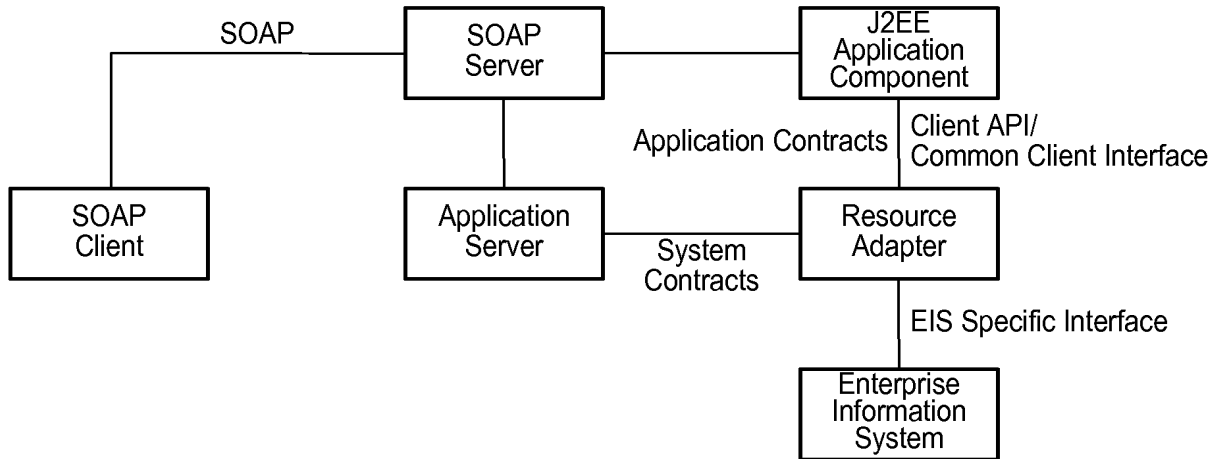 SOAP
SOAP
Server
J2EE
Application
Component
Application Contracts
Client API/
Common Client Interface
SOAP
Client
Application
Server
System
Contracts
Resource
Adapter
EIS Specific Interface
Enterprise
Information
System